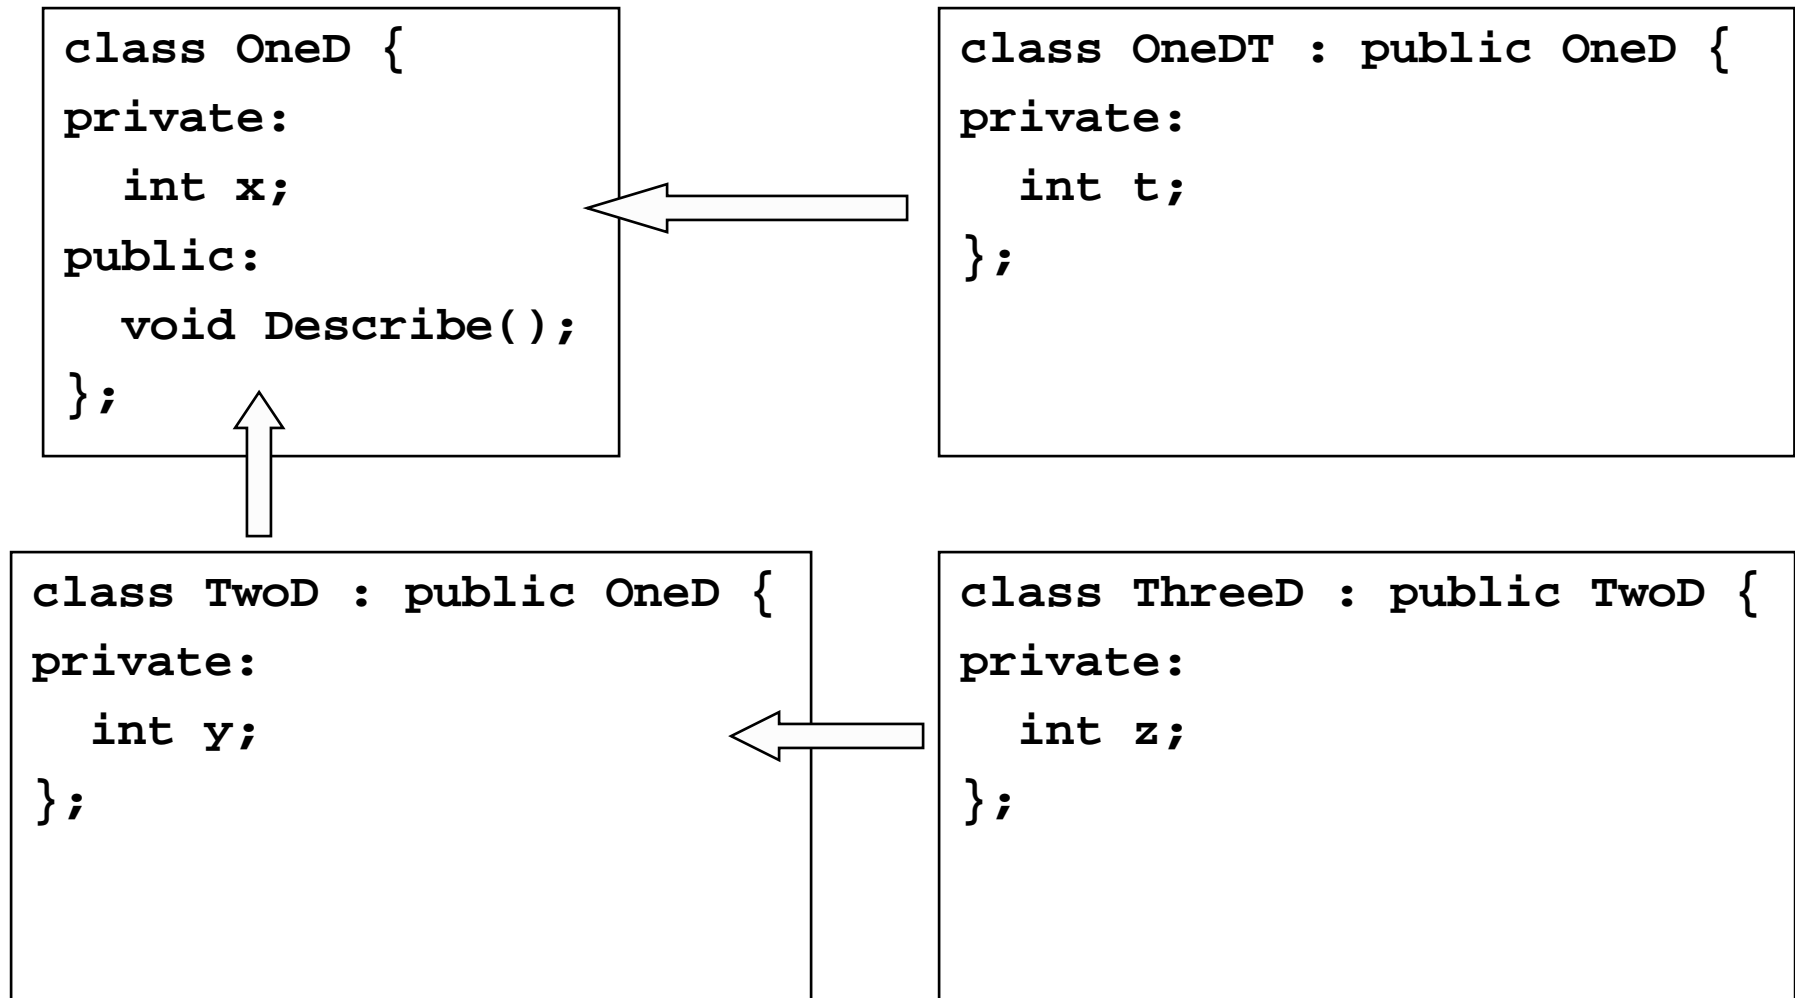 class OneD {
private:
  int x;
public:
  void Describe();
};
class OneDT : public OneD {
private:
  int t;
};
class TwoD : public OneD {
private:
  int y;
};
class ThreeD : public TwoD {
private:
  int z;
};